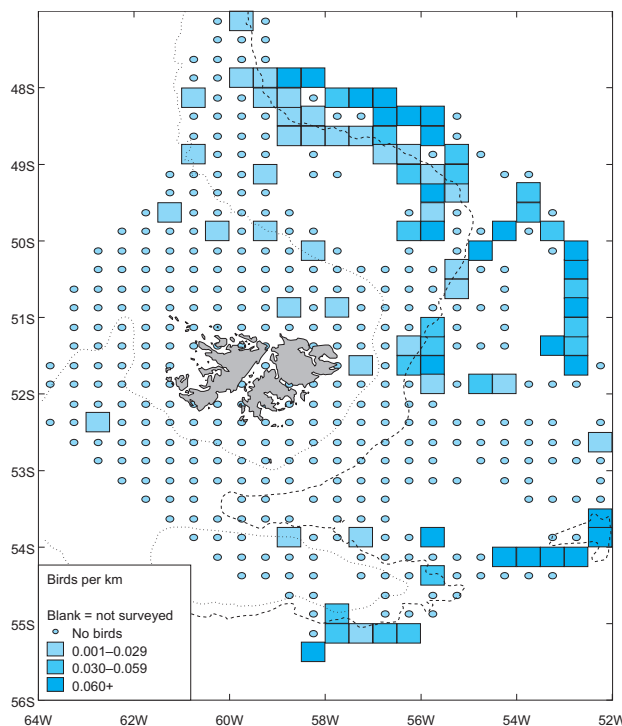 48S
49S
50S
51S
52S
53S
54S
55S
56S
Birds per km
Blank = not surveyed
No birds
0.001–0.029
0.030–0.059
0.060+
64W
62W
60W
58W
56W
54W
52W